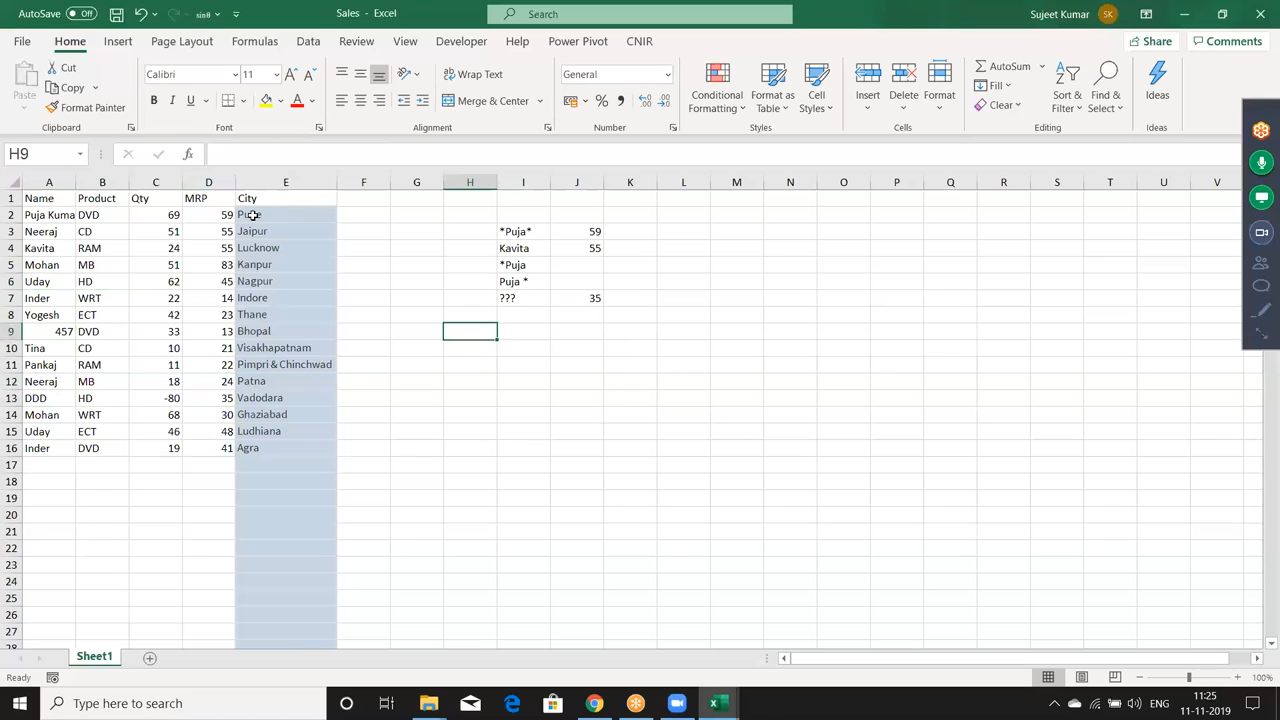 AutoSave Off
Sales - Excel
Search
Sujeet Kumar SK
File Home Insert Page Layout Formulas Data Review View Developer Help Power Pivot CNIR
Share Comments
Paste
Cut
Copy
Format Painter
Calibri 11
B I U
Wrap Text
Merge & Center
General
Conditional Formatting
Format as Table
Cell Styles
Insert Delete Format
AutoSum
Fill
Clear
Sort & Filter
Find & Select
Ideas
Clipboard Font Alignment Number Styles Cells Editing Ideas
H9 fx
A B C D E F G H I J K L M N O P Q R S T U V
1 Name Product Qty MRP City
2 Puja Kuma DVD 69 59
3 Neeraj CD 51 55 Jaipur *Puja* 59
4 Kavita RAM 24 55 Lucknow Kavita 55
5 Mohan MB 51 83 Kanpur *Puja
6 Uday HD 62 45 Nagpur Puja *
7 Inder WRT 22 14 Indore ??? 35
8 Yogesh ECT 42 23 Thane
9 457 DVD 33 13 Bhopal
10 Tina CD 10 21 Visakhapatnam
11 Pankaj RAM 11 22 Pimpri & Chinchwad
12 Neeraj MB 18 24 Patna
13 DDD HD -80 35 Vadodara
14 Mohan WRT 68 30 Ghaziabad
15 Uday ECT 46 48 Ludhiana
16 Inder DVD 19 41 Agra
17
18
19
20
21
22
23
24
25
26
27
28
Sheet1
Ready 100%
Type here to search
ENG
11:25
11-11-2019